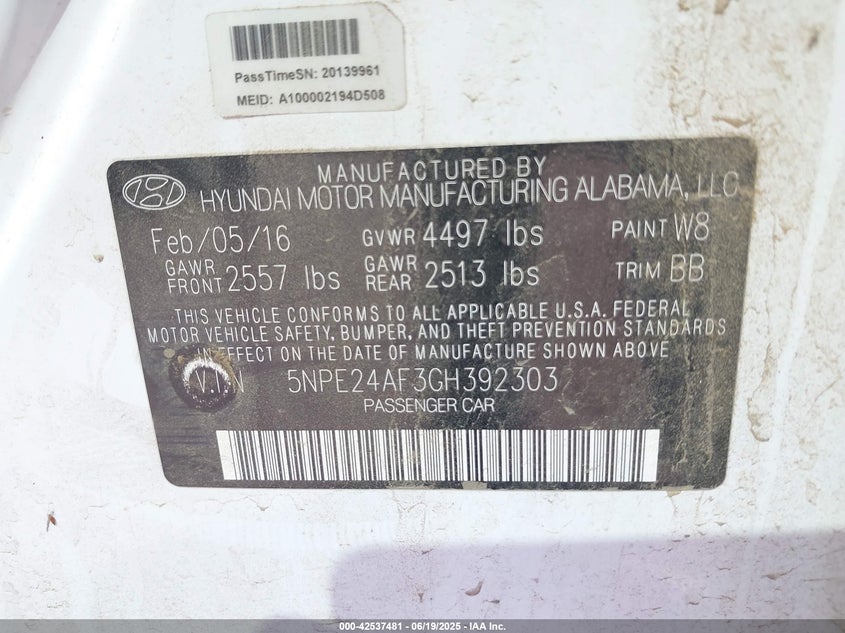 PassTimeSN: 20139961
MEID: A100002194D508
MANUFACTURED BY
HYUNDAI MOTOR MANUFACTURING ALABAMA, LLC
Feb/05/16 GVWR 4497 lbs PAINT W8
GAWR FRONT 2557 lbs GAWR REAR 2513 lbs TRIM BB
THIS VEHICLE CONFORMS TO ALL APPLICABLE U.S.A. FEDERAL
MOTOR VEHICLE SAFETY, BUMPER, AND THEFT PREVENTION STANDARDS
IN EFFECT ON THE DATE OF MANUFACTURE SHOWN ABOVE
V.I.N 5NPE24AF3GH392303
PASSENGER CAR
000-42537481 - 06/19/2025 - IAA Inc.